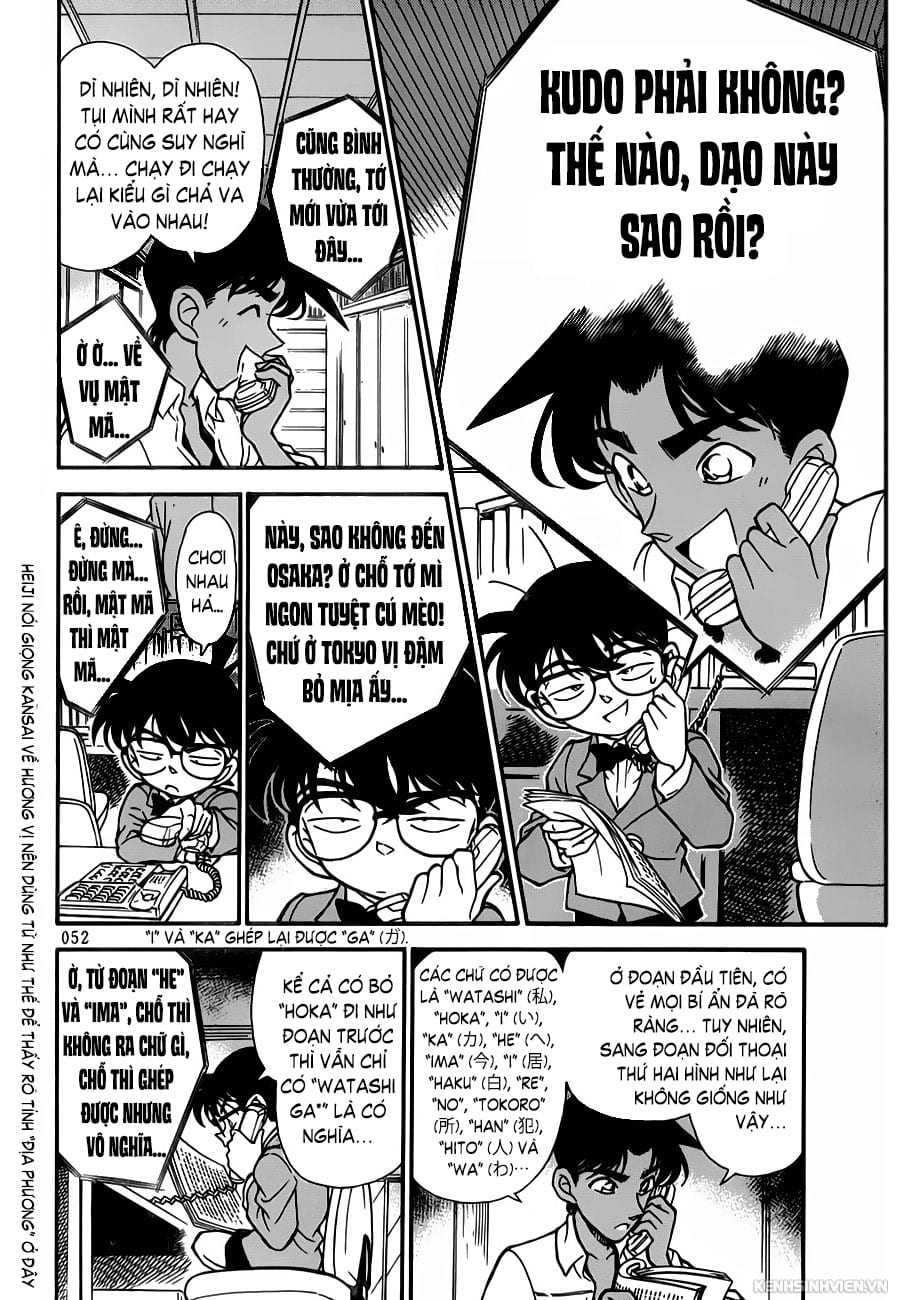 KUDO PHẢI KHÔNG?
THẾ NÀO, DẠO NÀY
SAO RỒI?
CŨNG BÌNH
THƯỜNG, TỚ
MỚI VỪA TỚI
ĐÂY...
DĨ NHIÊN, DĨ NHIÊN!
TỤI MÌNH RẤT HAY
CÓ CÙNG SUY NGHĨ
MÀ... CHẠY ĐI CHẠY
LẠI KIỂU GÌ CHẢ VA
VÀO NHAU!
Ờ Ờ... VỀ
VỤ MẬT
MÃ...
NÀY, SAO KHÔNG ĐẾN
OSAKA? Ở CHỖ TỚ MÌ
NGON TUYỆT CÚ MÈO!
CHỨ Ở TOKYO VỊ ĐẬM
BỎ MỊA ẤY...
CHƠI
NHAU
HẢ...
Ê, ĐỪNG...
ĐỪNG MÀ...
RỒI, MẬT MÃ
THÌ MẬT
MÃ...
HEIJI NÓI GIỌNG KANSAI VỀ HƯƠNG VỊ NÊN DÙNG TỪ NHƯ THẾ ĐỂ THẤY RÕ TÍNH "ĐỊA PHƯƠNG" Ở ĐÂY
052
"I" VÀ "KA" GHÉP LẠI ĐƯỢC "GA" (ガ).
Ở ĐOẠN ĐẦU TIÊN, CÓ
VẺ MỌI BÍ ẨN ĐÃ RÕ
RÀNG... TUY NHIÊN,
SANG ĐOẠN ĐỐI THOẠI
THỨ HAI HÌNH NHƯ LẠI
KHÔNG GIỐNG NHƯ
VẬY...
CÁC CHỮ CÓ ĐƯỢC
LÀ "WATASHI" (私),
"HOKA", "I" (い),
"KA" (カ), "HE" (へ),
"IMA" (今), "I" (居),
"HAKU" (白), "RE",
"NO", "TOKORO"
(所), "HAN" (犯),
"HITO" (人) VÀ
"WA" (わ)...
KỂ CẢ CÓ BỎ
"HOKA" ĐI NHƯ
ĐOẠN TRƯỚC
THÌ VẪN CHỈ
CÓ "WATASHI
GA*" LÀ CÓ
NGHĨA...
Ờ, TỪ ĐOẠN "HE"
VÀ "IMA", CHỖ THÌ
KHÔNG RA CHỮ GÌ,
CHỖ THÌ GHÉP
ĐƯỢC NHƯNG
VÔ NGHĨA...
KENHSINHVIEN.VN